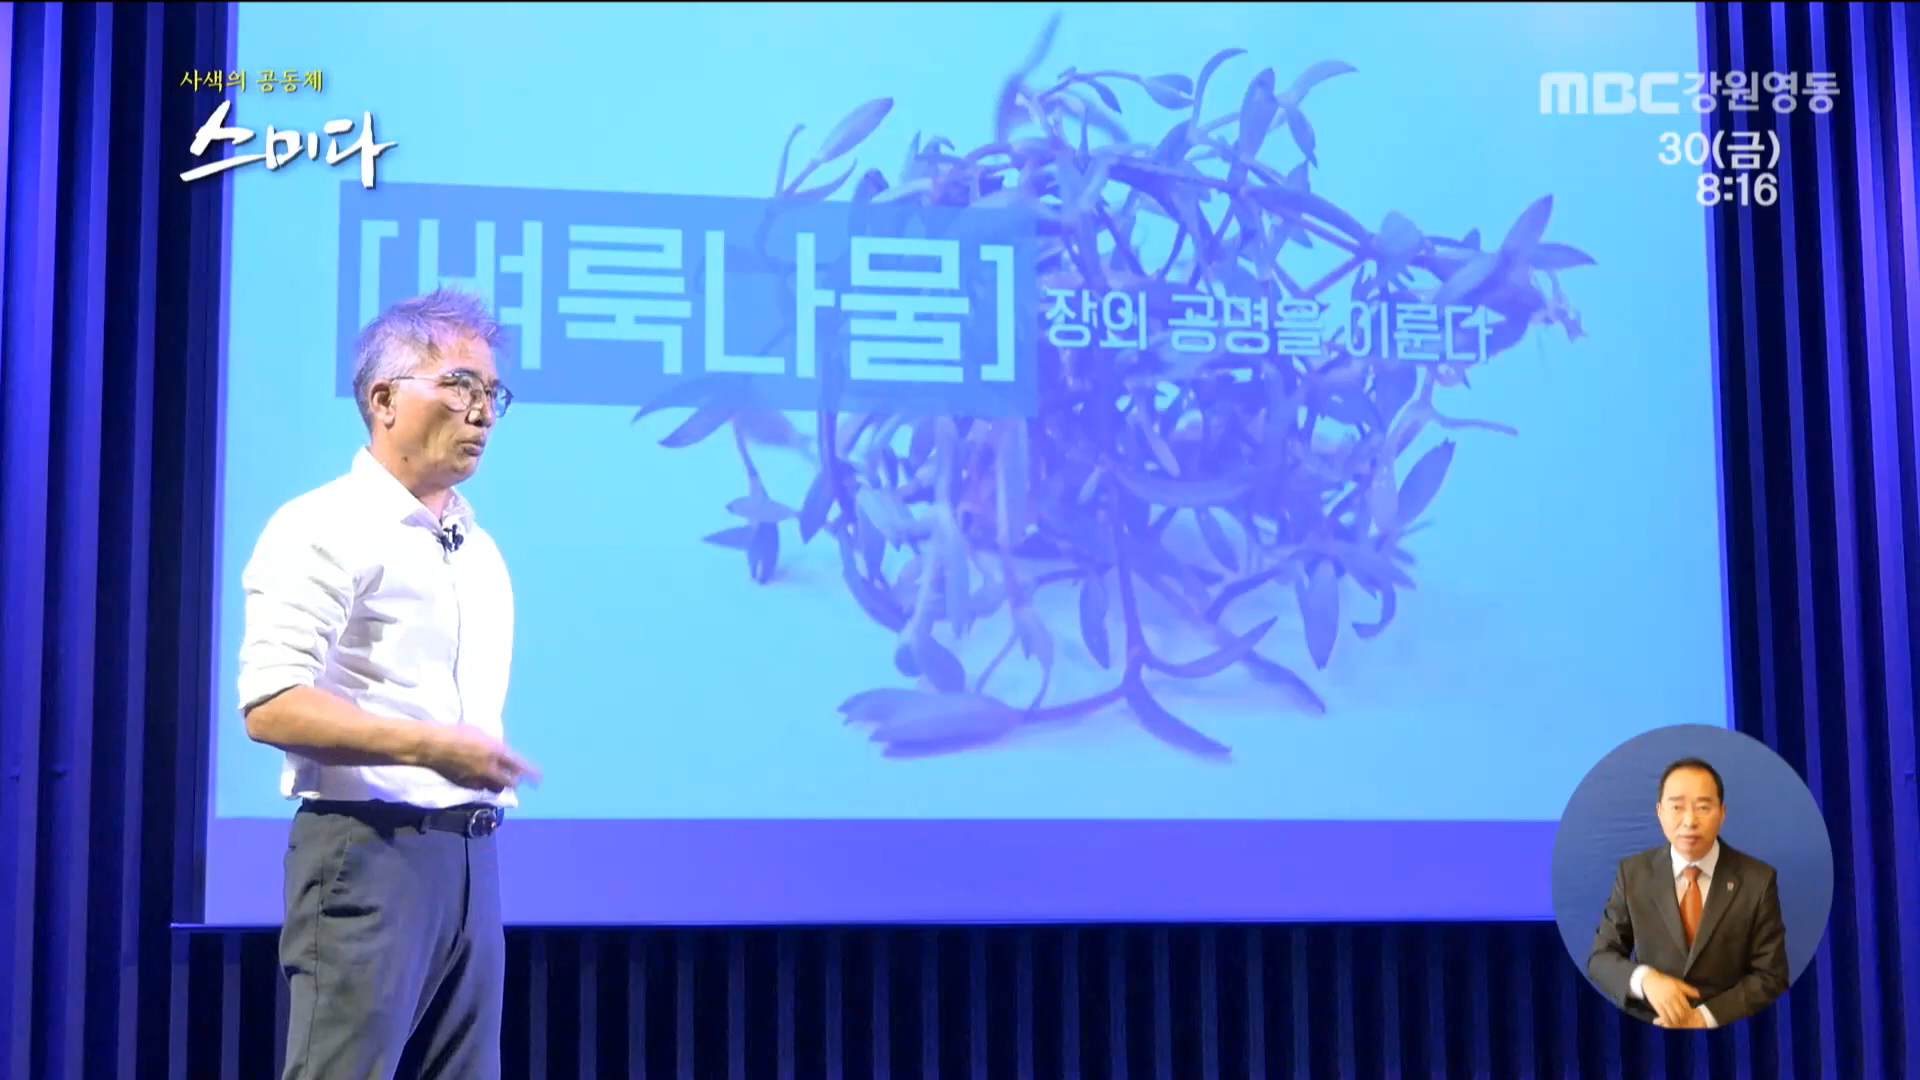 사색의 공동체
스미다
MBC강원영동
30(금)
8:16
[벼룩나물] 장의 공명을 이룬다